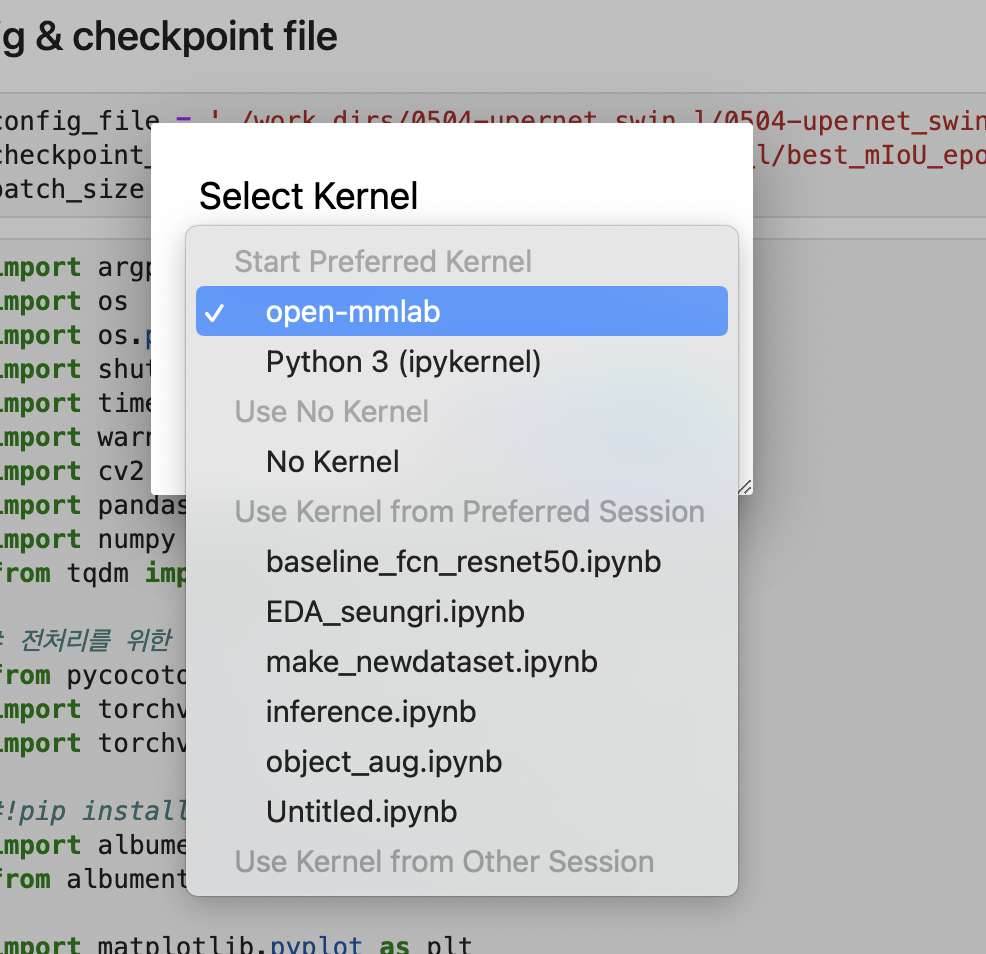 g & checkpoint file
config_file = './work_dirs/0504-upernet_swin_l/0504-upernet_swin
checkpoint_
l/best_mIoU_epo
batch_size
Select Kernel
Start Preferred Kernel
✓ open-mmlab
Python 3 (ipykernel)
Use No Kernel
No Kernel
Use Kernel from Preferred Session
baseline_fcn_resnet50.ipynb
EDA_seungri.ipynb
make_newdataset.ipynb
inference.ipynb
object_aug.ipynb
Untitled.ipynb
Use Kernel from Other Session
import argp
import os
import os.p
import shut
import time
import warn
import cv2
import pandas
import numpy
from tqdm imp
# 전처리를 위한
from pycocoto
import torchv
import torchv
#!pip install
import albume
from albument
import matplotlib.pyplot as plt